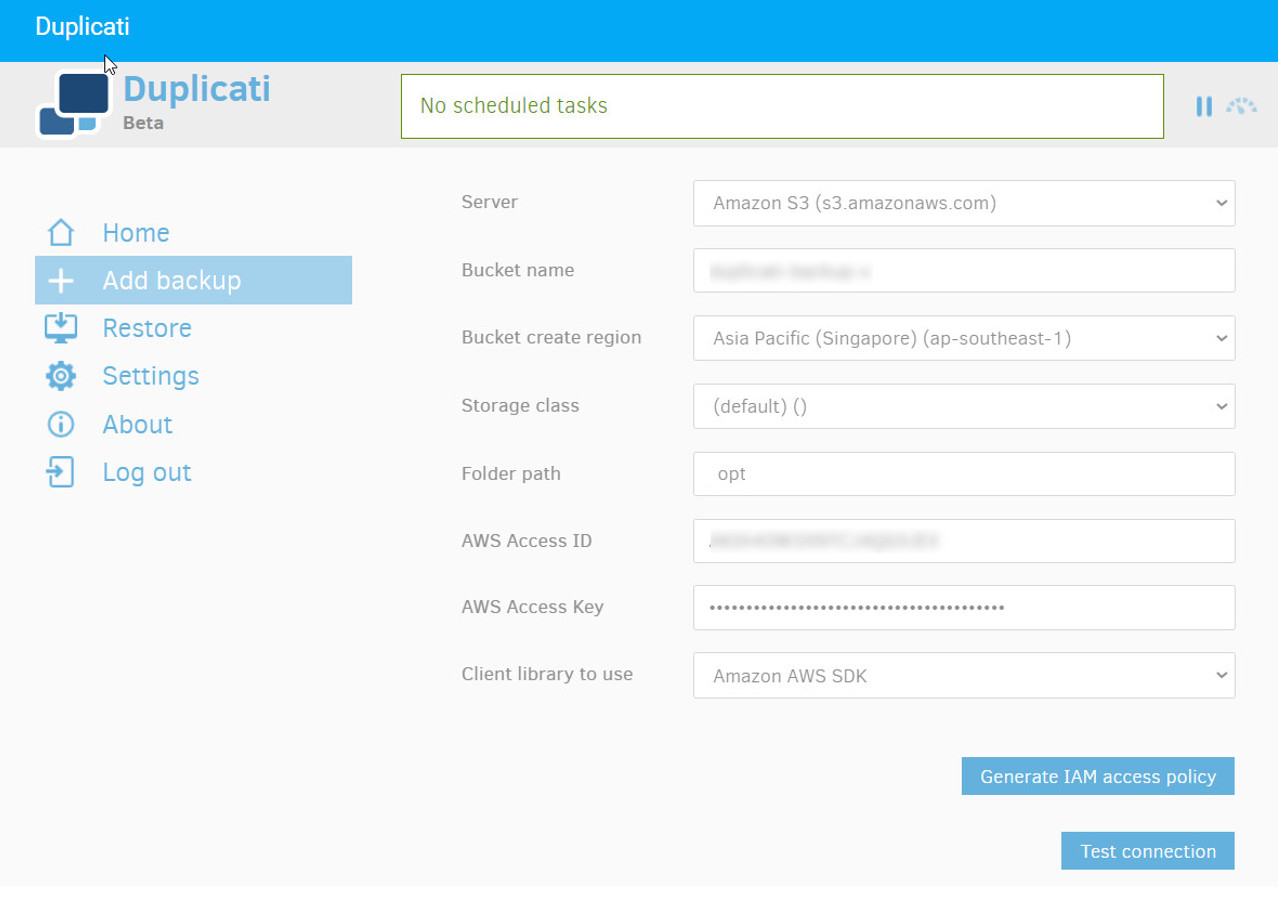 Duplicati
Duplicati
Beta
No scheduled tasks
Home
Add backup
Restore
Settings
About
Log out
Server
Amazon S3 (s3.amazonaws.com)
Bucket name
Bucket create region
Asia Pacific (Singapore) (ap-southeast-1)
Storage class
(default) ()
Folder path
opt
AWS Access ID
AWS Access Key
••••••••••••••••••••••••••••••••••••••••
Client library to use
Amazon AWS SDK
Generate IAM access policy
Test connection